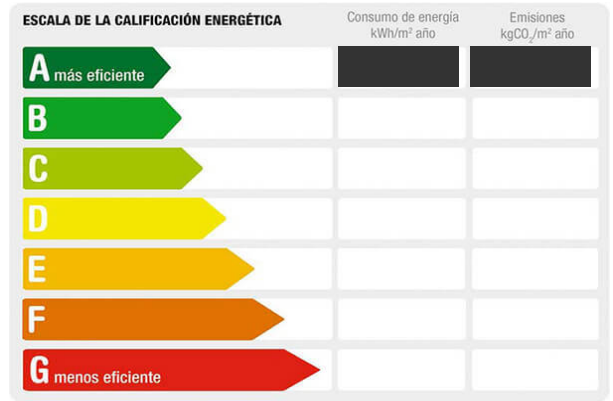 ESCALA DE LA CALIFICACIÓN ENERGÉTICA
Consumo de energía
kWh/m² año
Emisiones
kgCO₂/m² año
A más eficiente
B
C
D
E
F
G menos eficiente